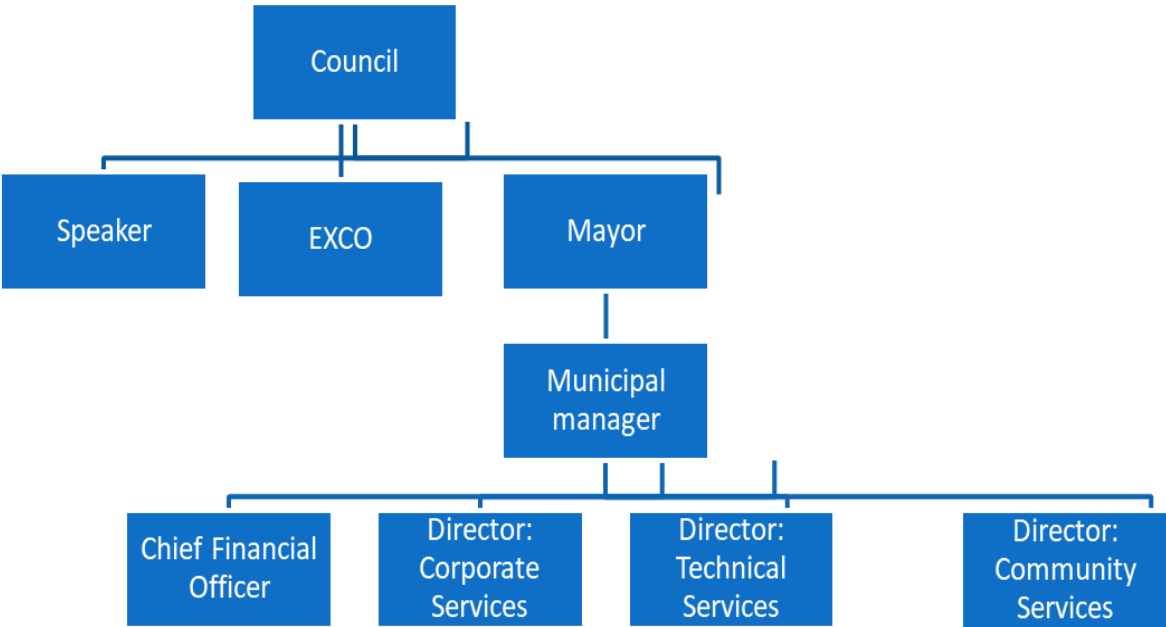 Council
Speaker
EXCO
Mayor
Municipal
manager
Chief Financial
Officer
Director:
Corporate
Services
Director:
Technical
Services
Director:
Community
Services